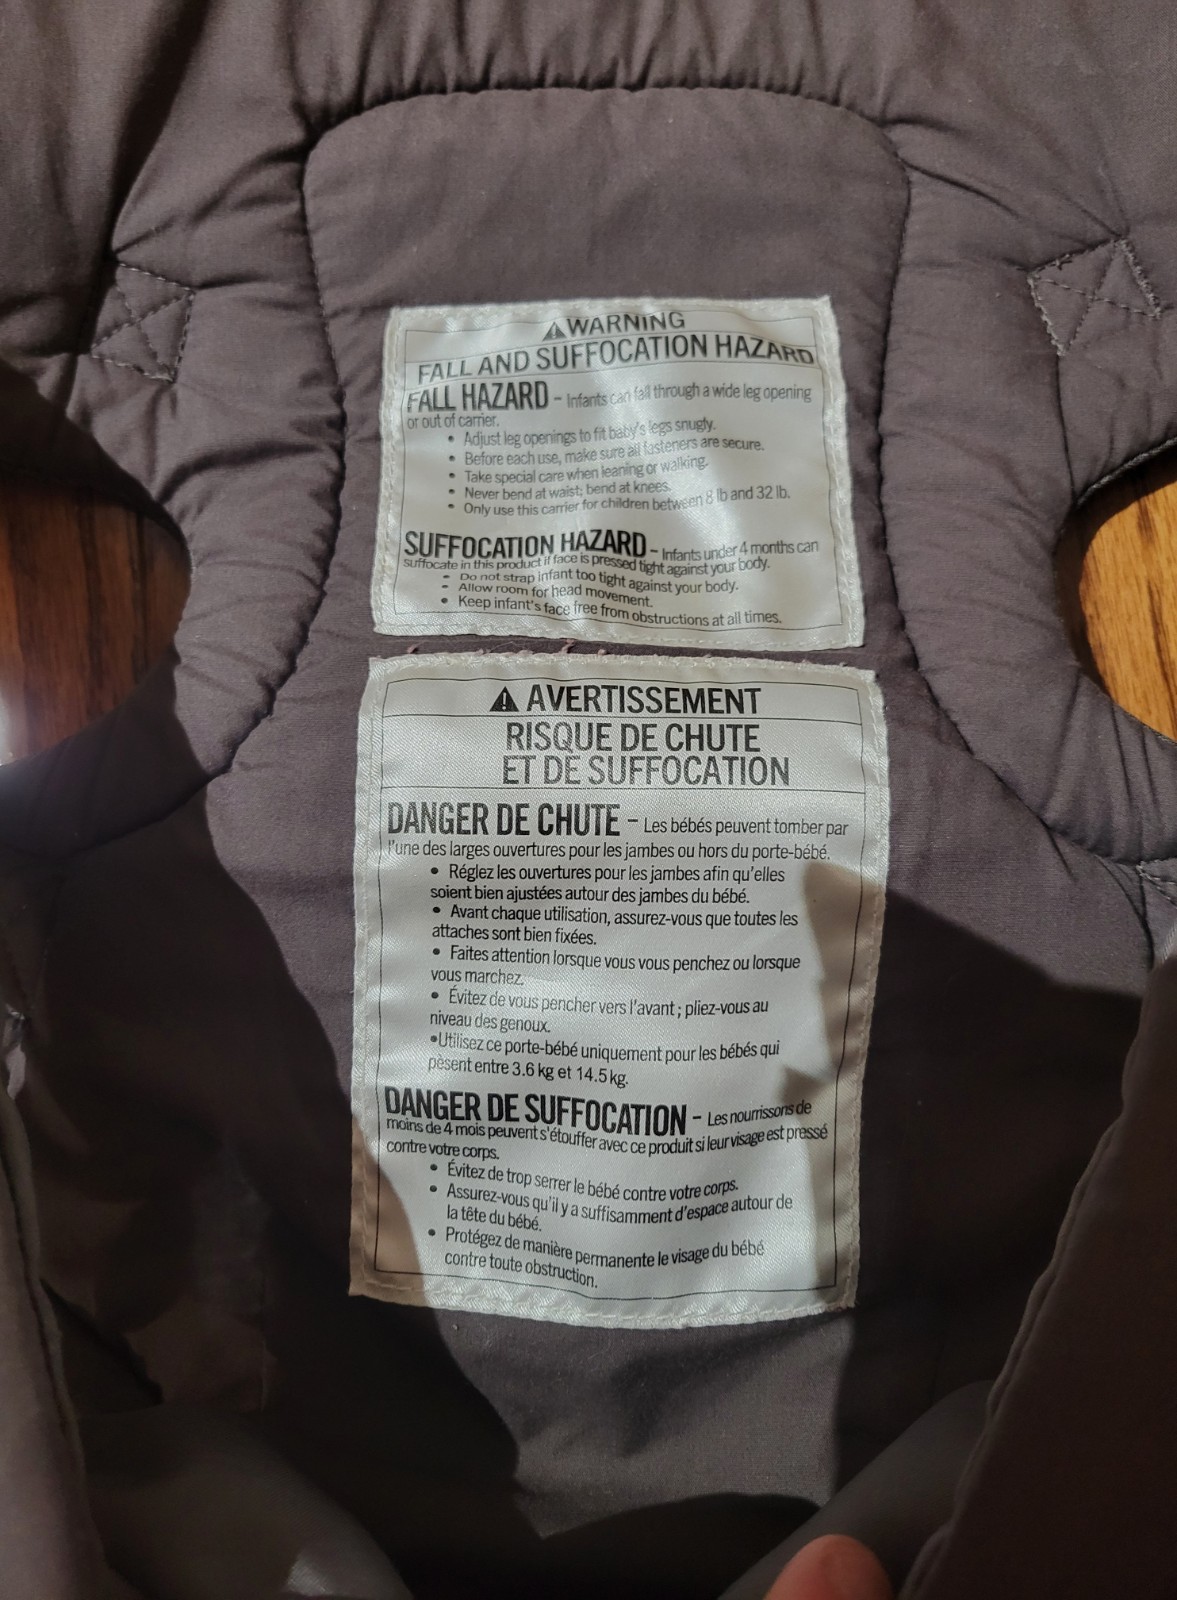 ⚠ WARNING
FALL AND SUFFOCATION HAZARD
FALL HAZARD – Infants can fall through a wide leg opening
or out of carrier.
• Adjust leg openings to fit baby's legs snugly.
• Before each use, make sure all fasteners are secure.
• Take special care when leaning or walking.
• Never bend at waist; bend at knees.
• Only use this carrier for children between 8 lb and 32 lb.
SUFFOCATION HAZARD – Infants under 4 months can
suffocate in this product if face is pressed tight against your body.
• Do not strap infant too tight against your body.
• Allow room for head movement.
• Keep infant's face free from obstructions at all times.
⚠ AVERTISSEMENT
RISQUE DE CHUTE
ET DE SUFFOCATION
DANGER DE CHUTE – Les bébés peuvent tomber par
l'une des larges ouvertures pour les jambes ou hors du porte-bébé.
• Réglez les ouvertures pour les jambes afin qu'elles
soient bien ajustées autour des jambes du bébé.
• Avant chaque utilisation, assurez-vous que toutes les
attaches sont bien fixées.
• Faites attention lorsque vous vous penchez ou lorsque
vous marchez.
• Évitez de vous pencher vers l'avant ; pliez-vous au
niveau des genoux.
•Utilisez ce porte-bébé uniquement pour les bébés qui
pèsent entre 3.6 kg et 14.5 kg.
DANGER DE SUFFOCATION – Les nourrissons de
moins de 4 mois peuvent s'étouffer avec ce produit si leur visage est pressé
contre votre corps.
• Évitez de trop serrer le bébé contre votre corps.
• Assurez-vous qu'il y a suffisamment d'espace autour de
la tête du bébé.
• Protégez de manière permanente le visage du bébé
contre toute obstruction.